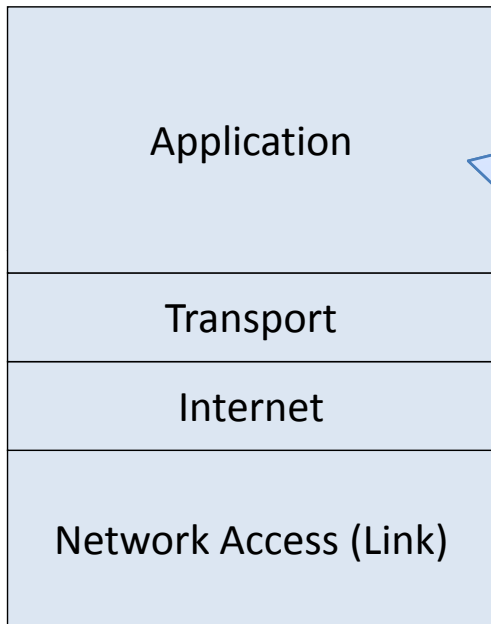 Application
Transport
Internet
Network Access (Link)